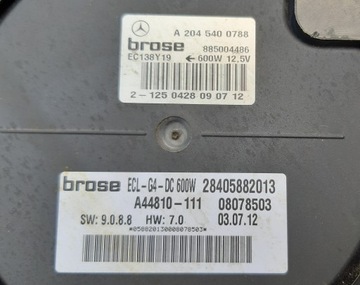 A 204 540 0788
brose 885004486
EC138Y19 ←600W 12,5V
2-125 0428 09 07 12
brose ECL-G4-DC 600W 28405882013
A44810-111 08078503
SW: 9.0.8.8 HW: 7.0 03.07.12
*058820130008078503*